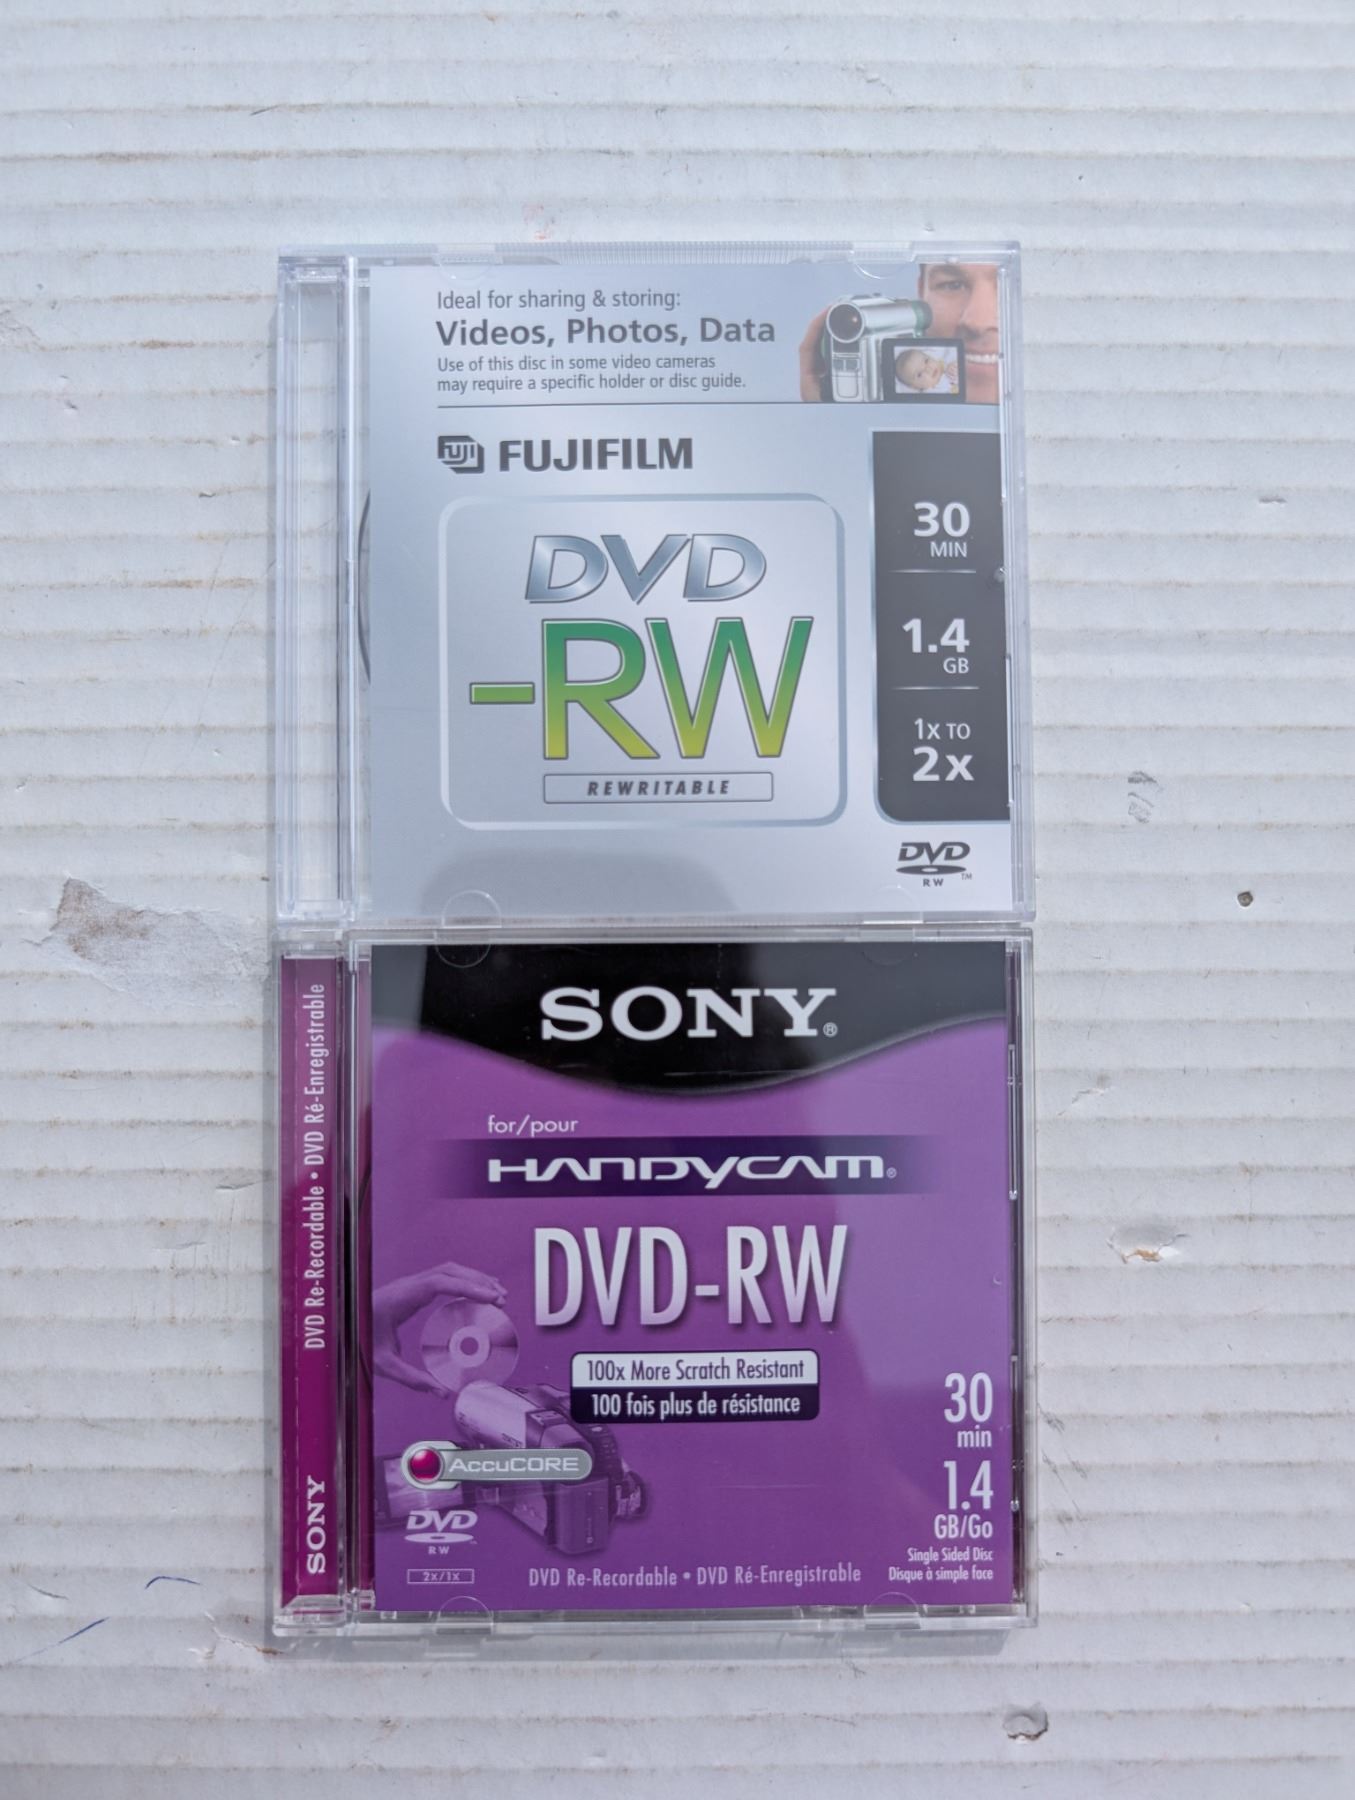 Ideal for sharing & storing:
Videos, Photos, Data
Use of this disc in some video cameras
may require a specific holder or disc guide.
FUJI FUJIFILM
DVD
-RW
REWRITABLE
30
MIN
1.4
GB
1x TO
2x
DVD
RW™
SONY®
for/pour
HANDYCAM®
DVD-RW
100x More Scratch Resistant
100 fois plus de résistance
AccuCORE
DVD
RW
2x/1x
30
min
1.4
GB/Go
Single Sided Disc
Disque à simple face
DVD Re-Recordable • DVD Ré-Enregistrable
SONY
DVD Re-Recordable • DVD Ré-Enregistrable